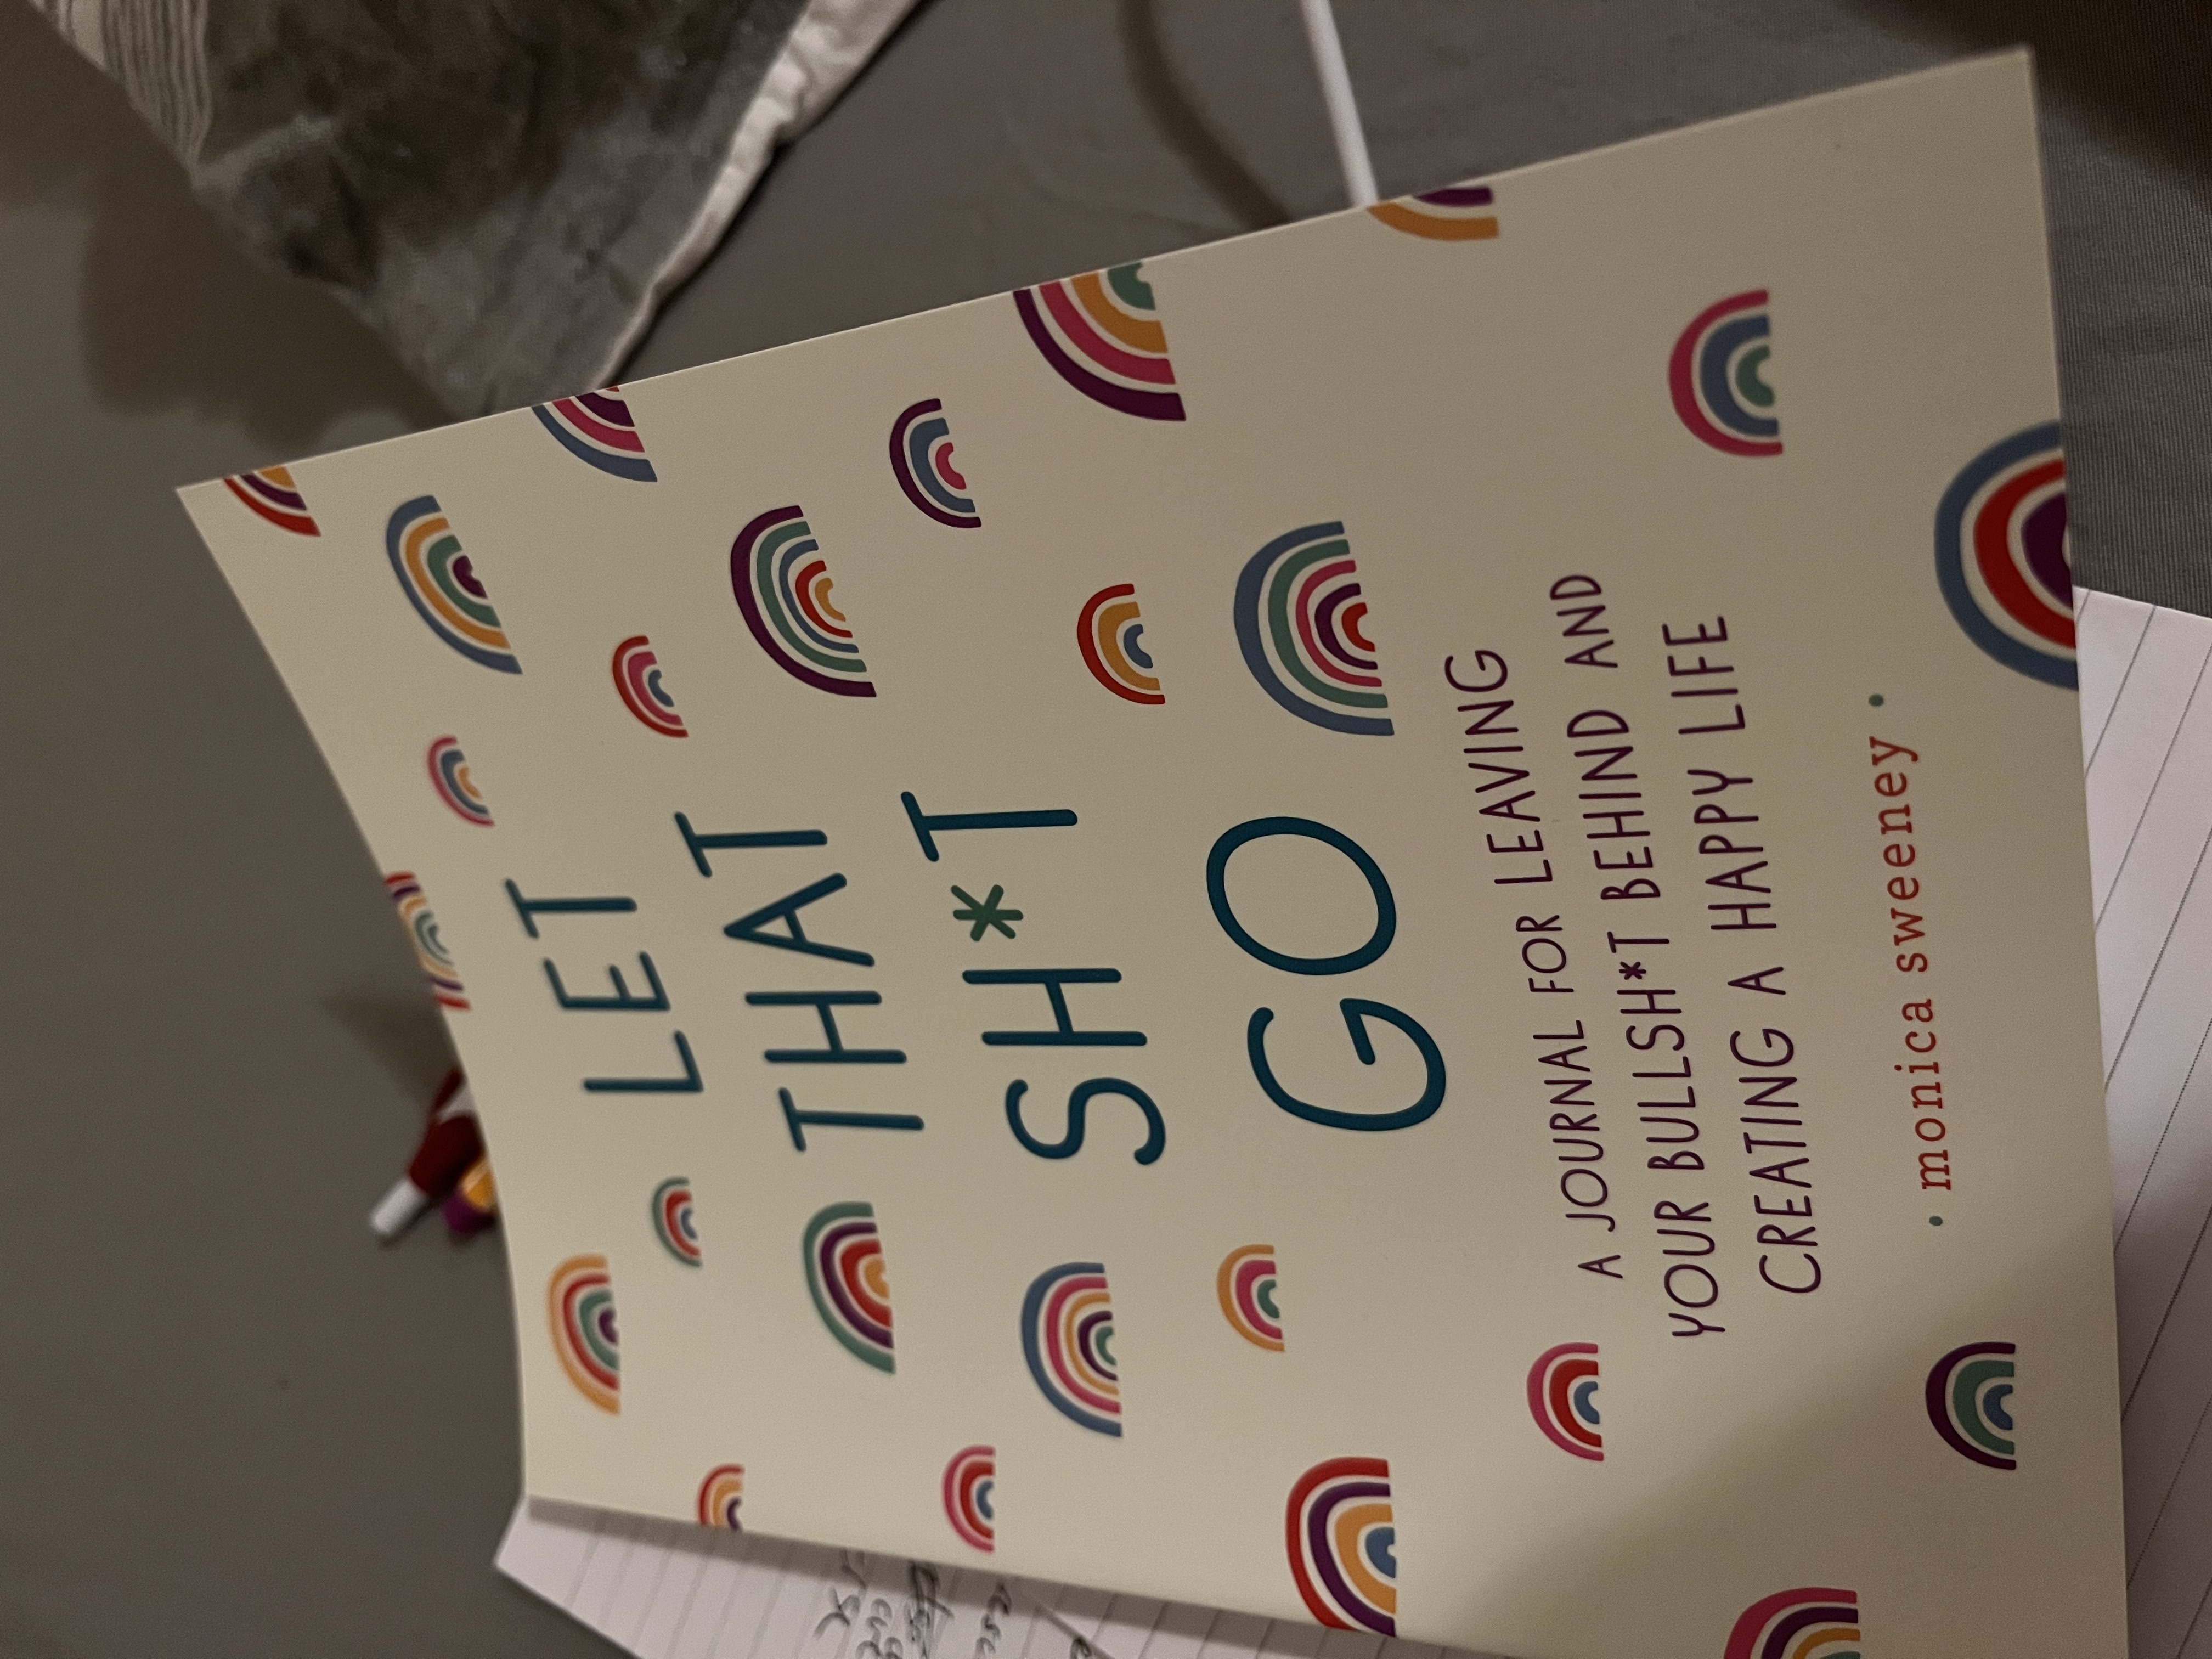 LET
THAT
SH*T
GO
A JOURNAL FOR LEAVING
YOUR BULLSH*T BEHIND AND
CREATING A HAPPY LIFE
• monica sweeney •